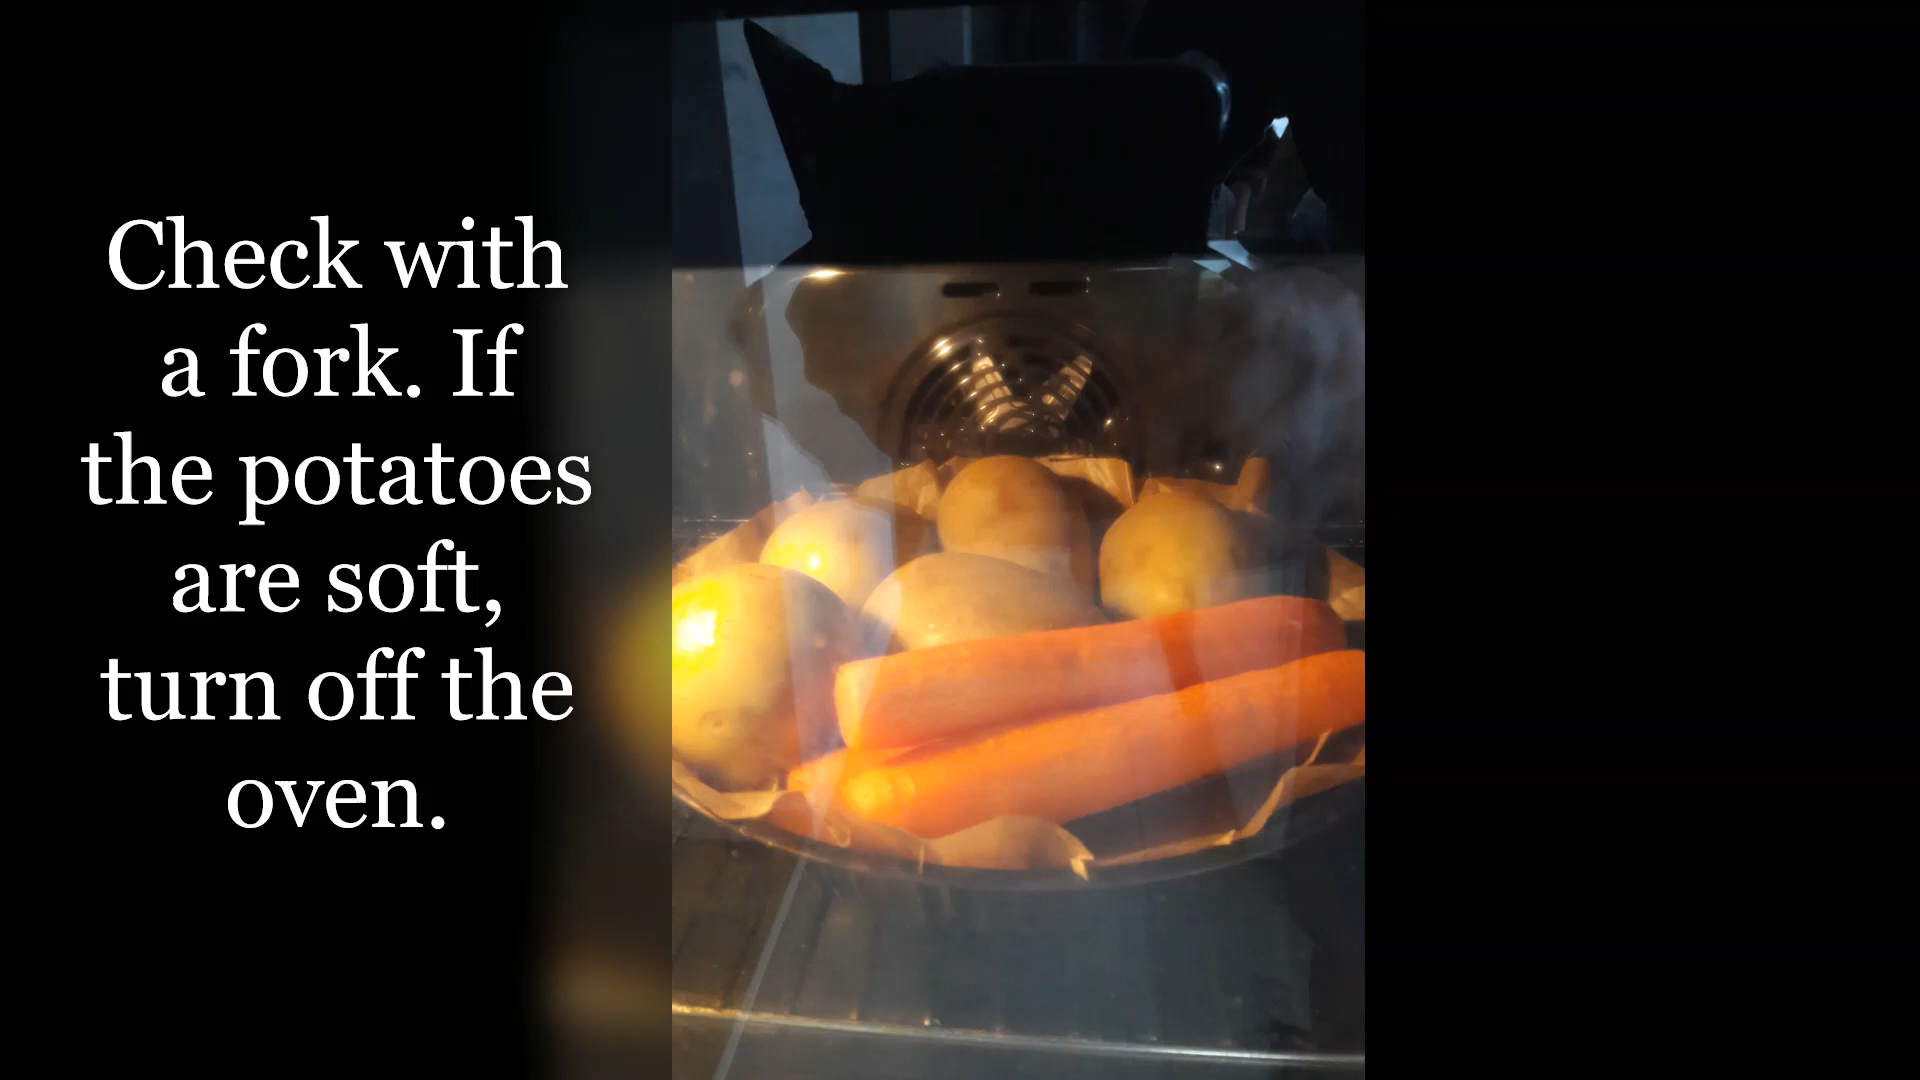 Check with
a fork. If
the potatoes
are soft,
turn off the
oven.